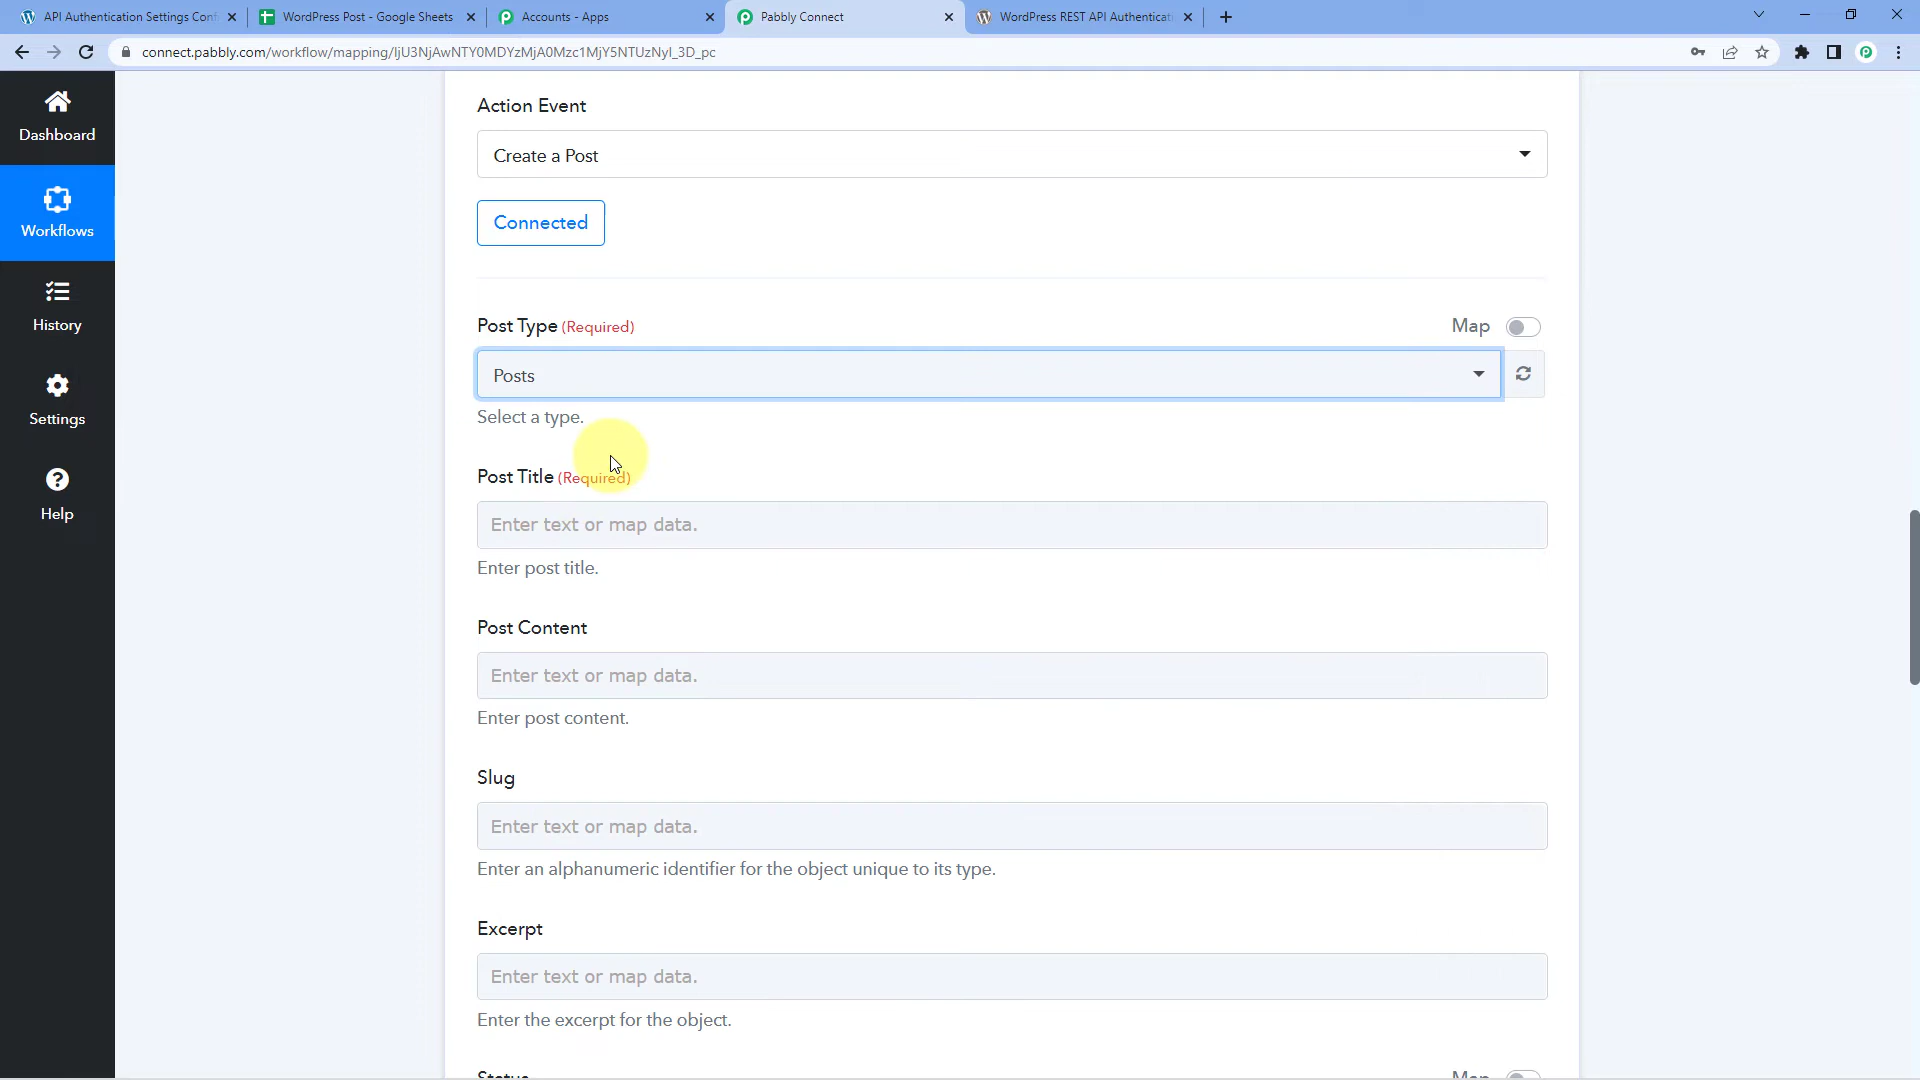 API Authentication Settings Conf
WordPress Post - Google Sheets
Accounts - Apps
Pabbly Connect
WordPress REST API Authenticati
connect.pabbly.com/workflow/mapping/IjU3NjAwNTY0MDYzMjA0Mzc1MjY5NTUzNyI_3D_pc
Dashboard
Workflows
History
Settings
Help
Action Event
Create a Post
Connected
Post Type (Required)
Map
Posts
Select a type.
Post Title (Required)
Enter text or map data.
Enter post title.
Post Content
Enter text or map data.
Enter post content.
Slug
Enter text or map data.
Enter an alphanumeric identifier for the object unique to its type.
Excerpt
Enter text or map data.
Enter the excerpt for the object.
Status
Map